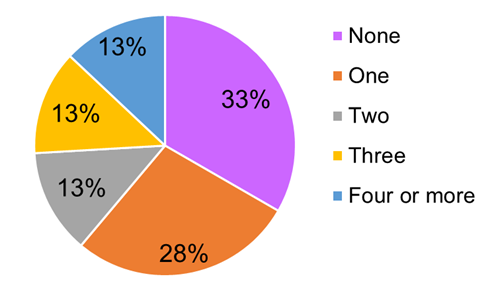 13%
33%
13%
13%
28%
None
One
Two
Three
Four or more